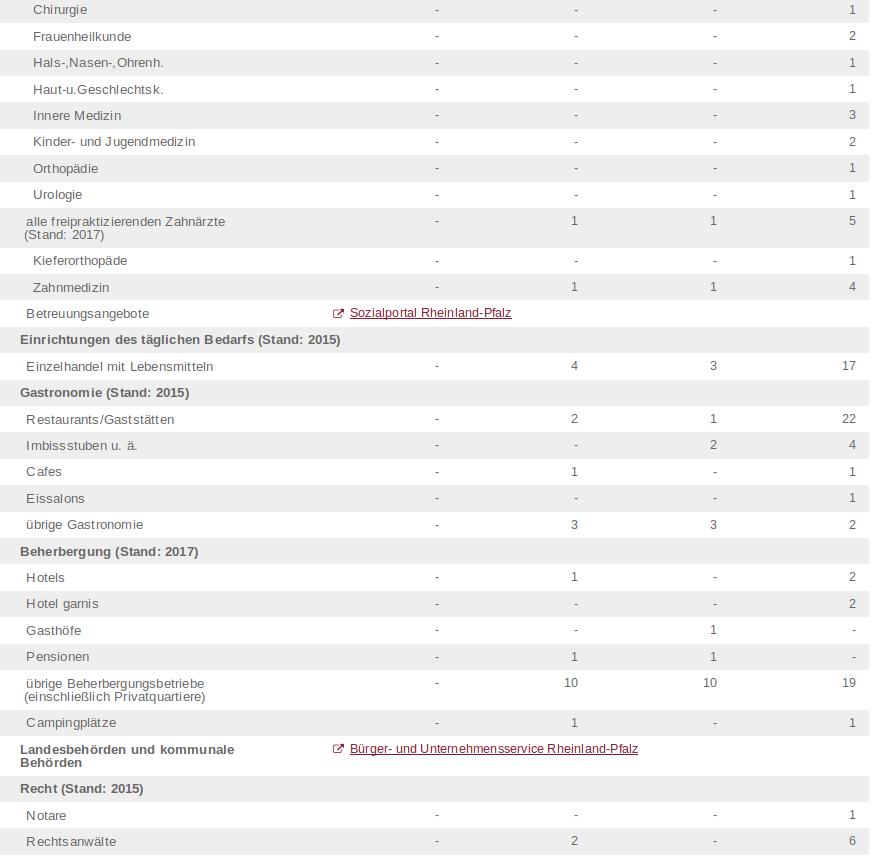 Chirurgie - - - 1
Frauenheilkunde - - - 2
Hals-,Nasen-,Ohrenh. - - - 1
Haut-u.Geschlechtsk. - - - 1
Innere Medizin - - - 3
Kinder- und Jugendmedizin - - - 2
Orthopädie - - - 1
Urologie - - - 1
alle freipraktizierenden Zahnärzte - 1 1 5
(Stand: 2017)
Kieferorthopäde - - - 1
Zahnmedizin - 1 1 4
Betreuungsangebote Sozialportal Rheinland-Pfalz
Einrichtungen des täglichen Bedarfs (Stand: 2015)
Einzelhandel mit Lebensmitteln - 4 3 17
Gastronomie (Stand: 2015)
Restaurants/Gaststätten - 2 1 22
Imbissstuben u. ä. - - 2 4
Cafes - 1 - 1
Eissalons - - - 1
übrige Gastronomie - 3 3 2
Beherbergung (Stand: 2017)
Hotels - 1 - 2
Hotel garnis - - - 2
Gasthöfe - - 1 -
Pensionen - 1 1 -
übrige Beherbergungsbetriebe - 10 10 19
(einschließlich Privatquartiere)
Campingplätze - 1 - 1
Landesbehörden und kommunale Bürger- und Unternehmensservice Rheinland-Pfalz
Behörden
Recht (Stand: 2015)
Notare - - - 1
Rechtsanwälte - 2 - 6